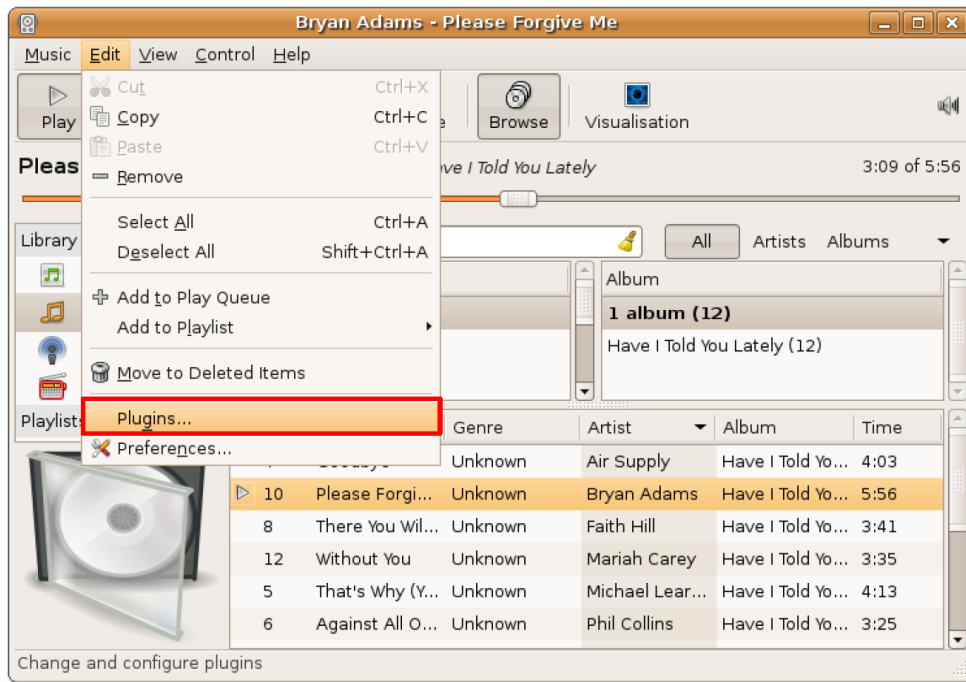 Bryan Adams - Please Forgive Me
Music Edit View Control Help
Play Browse Visualisation
Cut Ctrl+X
Copy Ctrl+C
Paste Ctrl+V
Remove
Select All Ctrl+A
Deselect All Shift+Ctrl+A
Add to Play Queue
Add to Playlist
Move to Deleted Items
Plugins...
Preferences...
Pleas ve I Told You Lately 3:09 of 5:56
Library All Artists Albums
Album
1 album (12)
Have I Told You Lately (12)
Playlists Genre Artist Album Time
Unknown Air Supply Have I Told Yo... 4:03
10 Please Forgi... Unknown Bryan Adams Have I Told Yo... 5:56
8 There You Wil... Unknown Faith Hill Have I Told Yo... 3:41
12 Without You Unknown Mariah Carey Have I Told Yo... 3:35
5 That's Why (Y... Unknown Michael Lear... Have I Told Yo... 4:13
6 Against All O... Unknown Phil Collins Have I Told Yo... 3:25
Change and configure plugins